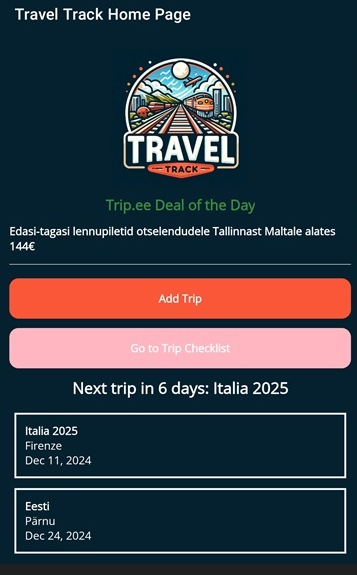 Travel Track Home Page
TRAVEL
TRACK
Trip.ee Deal of the Day
Edasi-tagasi lennupiletid otselendudele Tallinnast Maltale alates
144€
Add Trip
Go to Trip Checklist
Next trip in 6 days: Italia 2025
Italia 2025
Firenze
Dec 11, 2024
Eesti
Pärnu
Dec 24, 2024